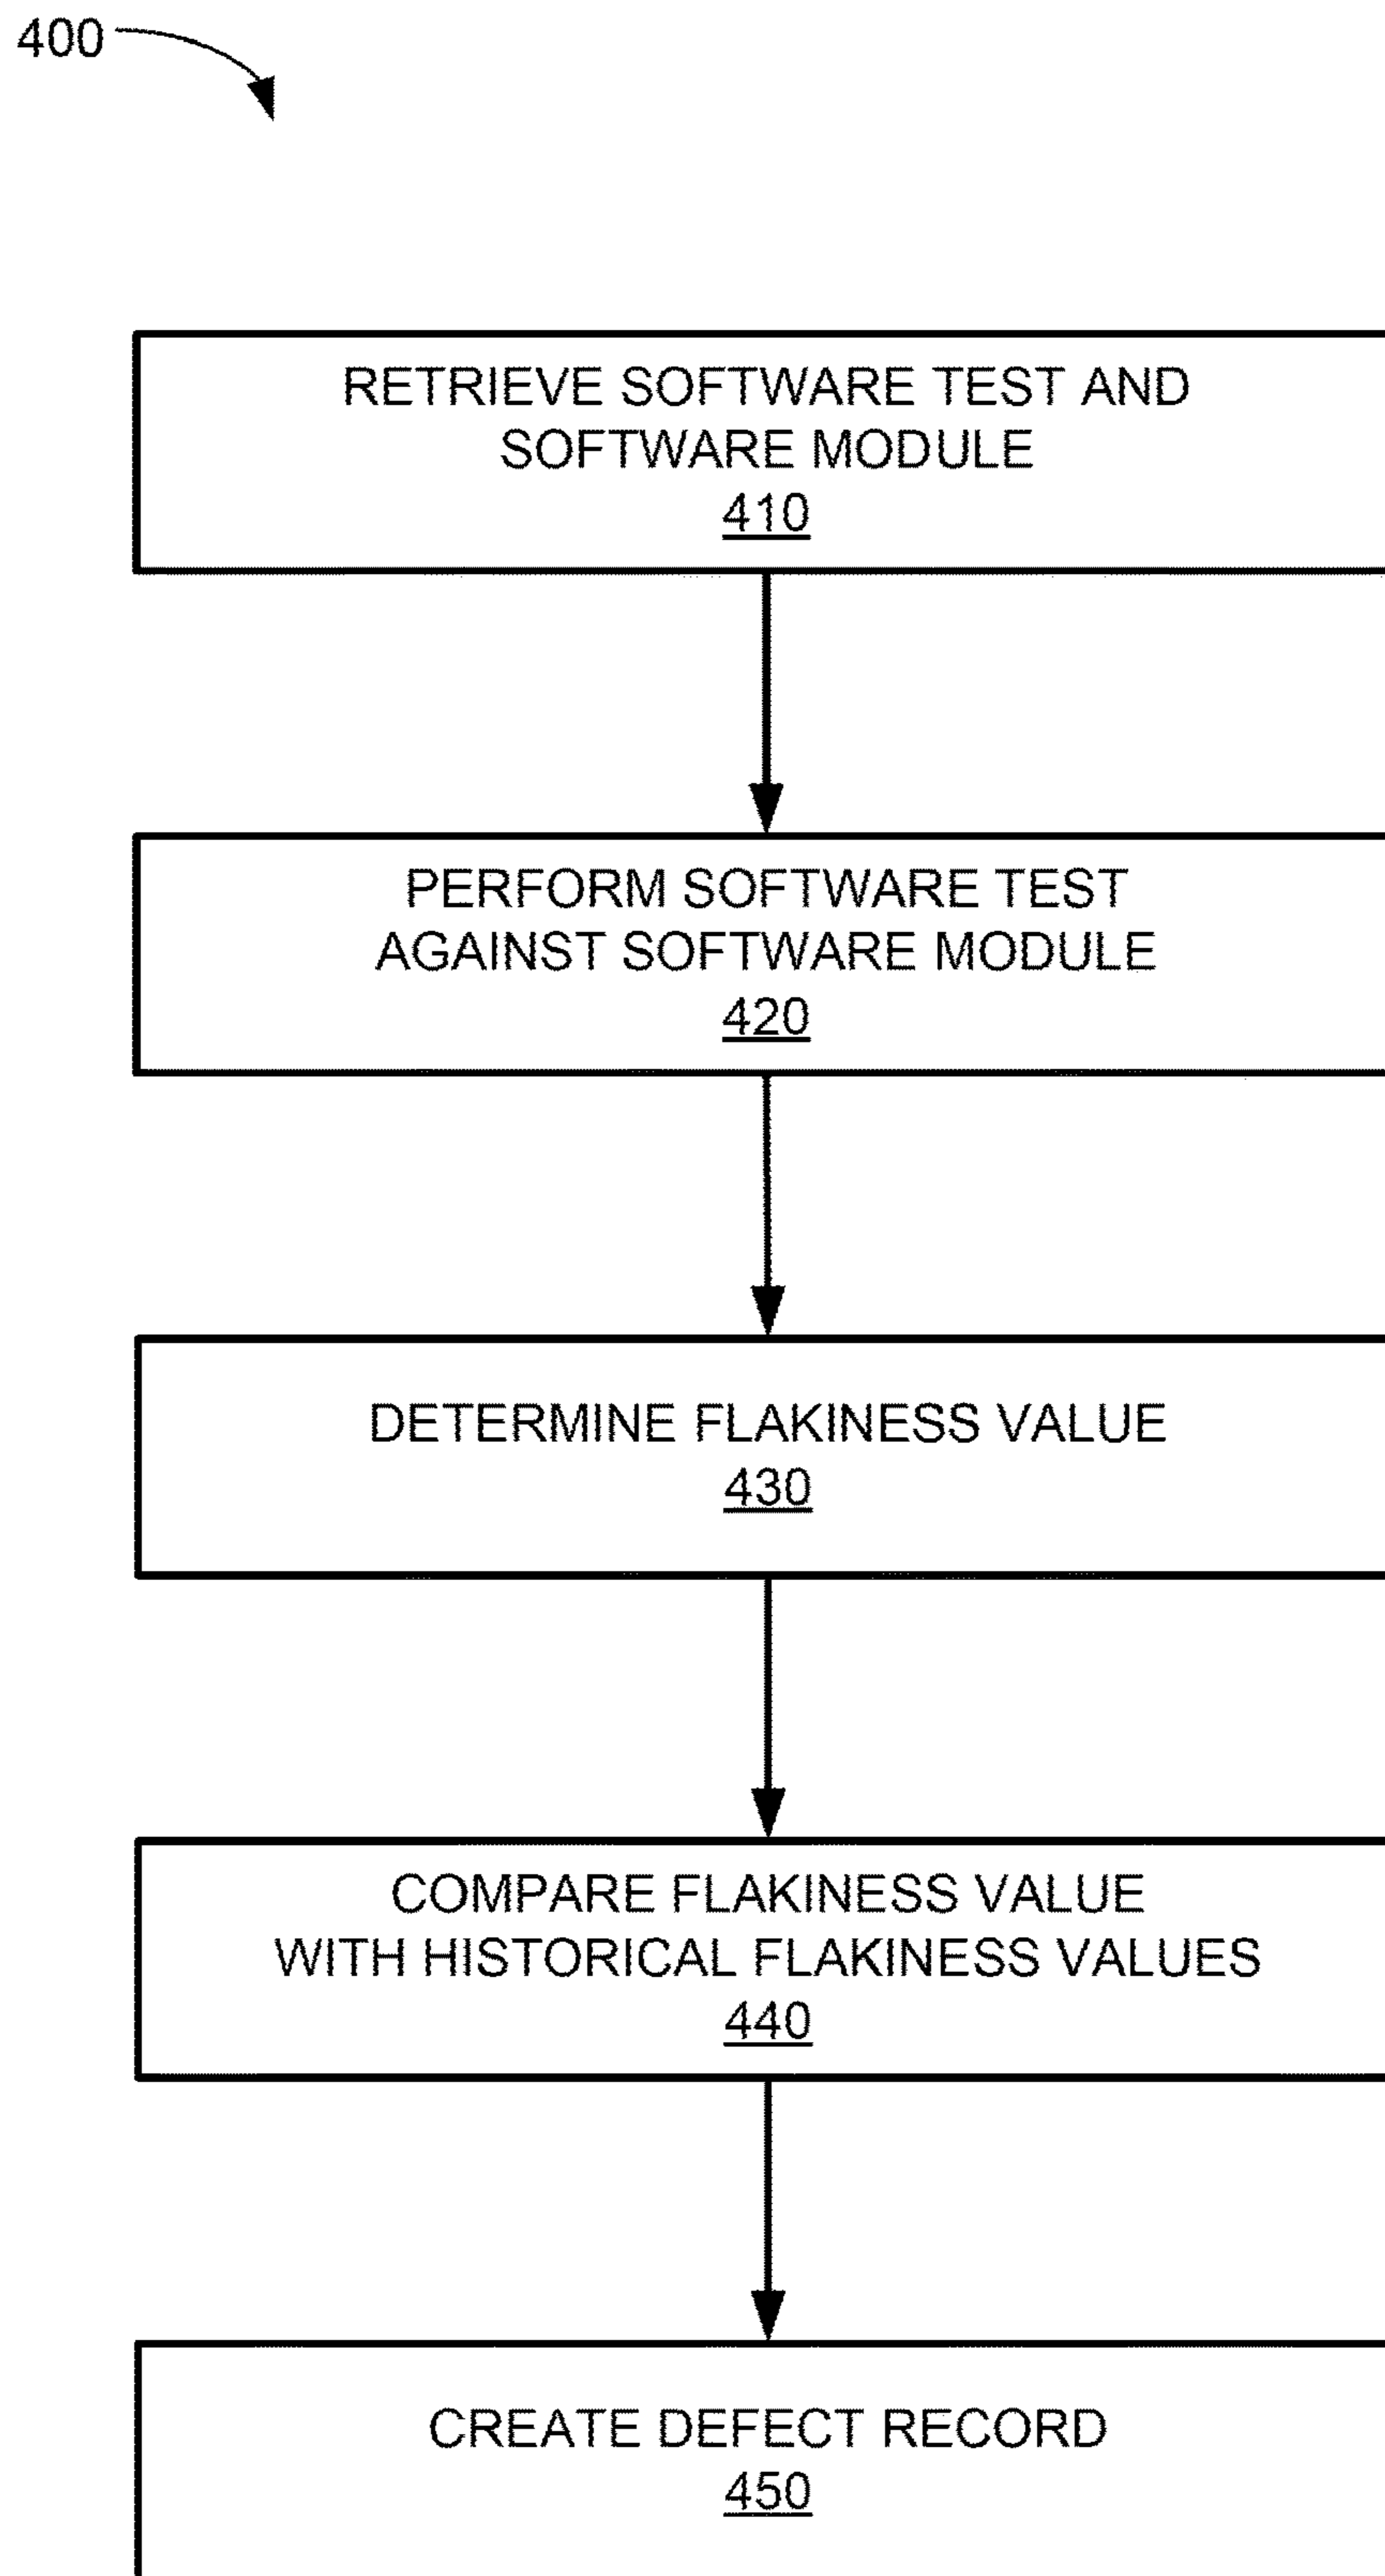 400
RETRIEVE SOFTWARE TEST AND
SOFTWARE MODULE
410
PERFORM SOFTWARE TEST
AGAINST SOFTWARE MODULE
420
DETERMINE FLAKINESS VALUE
430
COMPARE FLAKINESS VALUE
WITH HISTORICAL FLAKINESS VALUES
440
CREATE DEFECT RECORD
450